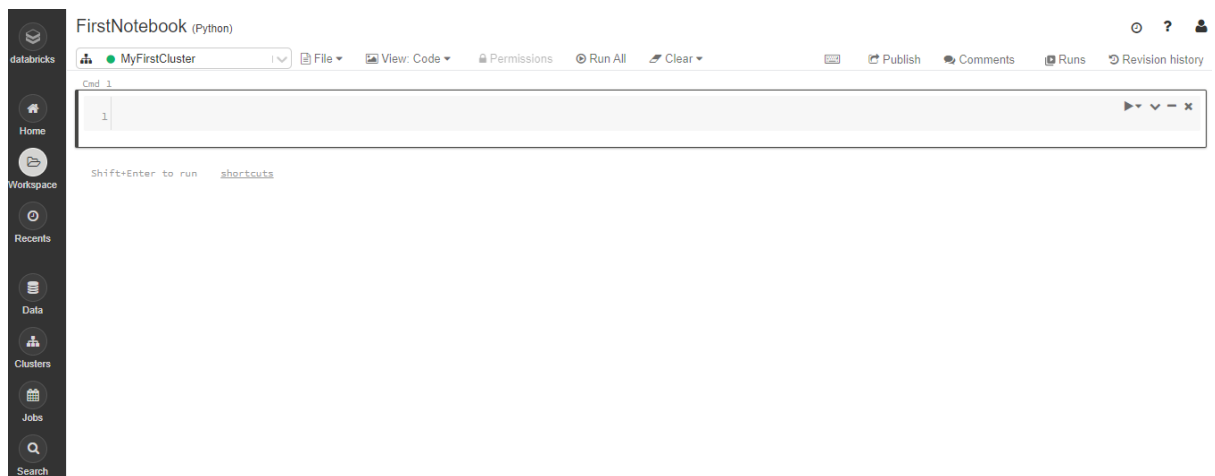 FirstNotebook (Python)
databricks
MyFirstCluster File View: Code Permissions Run All Clear Publish Comments Runs Revision history
Cmd 1
1
Shift+Enter to run shortcuts
Home
Workspace
Recents
Data
Clusters
Jobs
Search